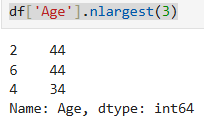 df['Age'].nlargest(3)
2    44
6    44
4    34
Name: Age, dtype: int64